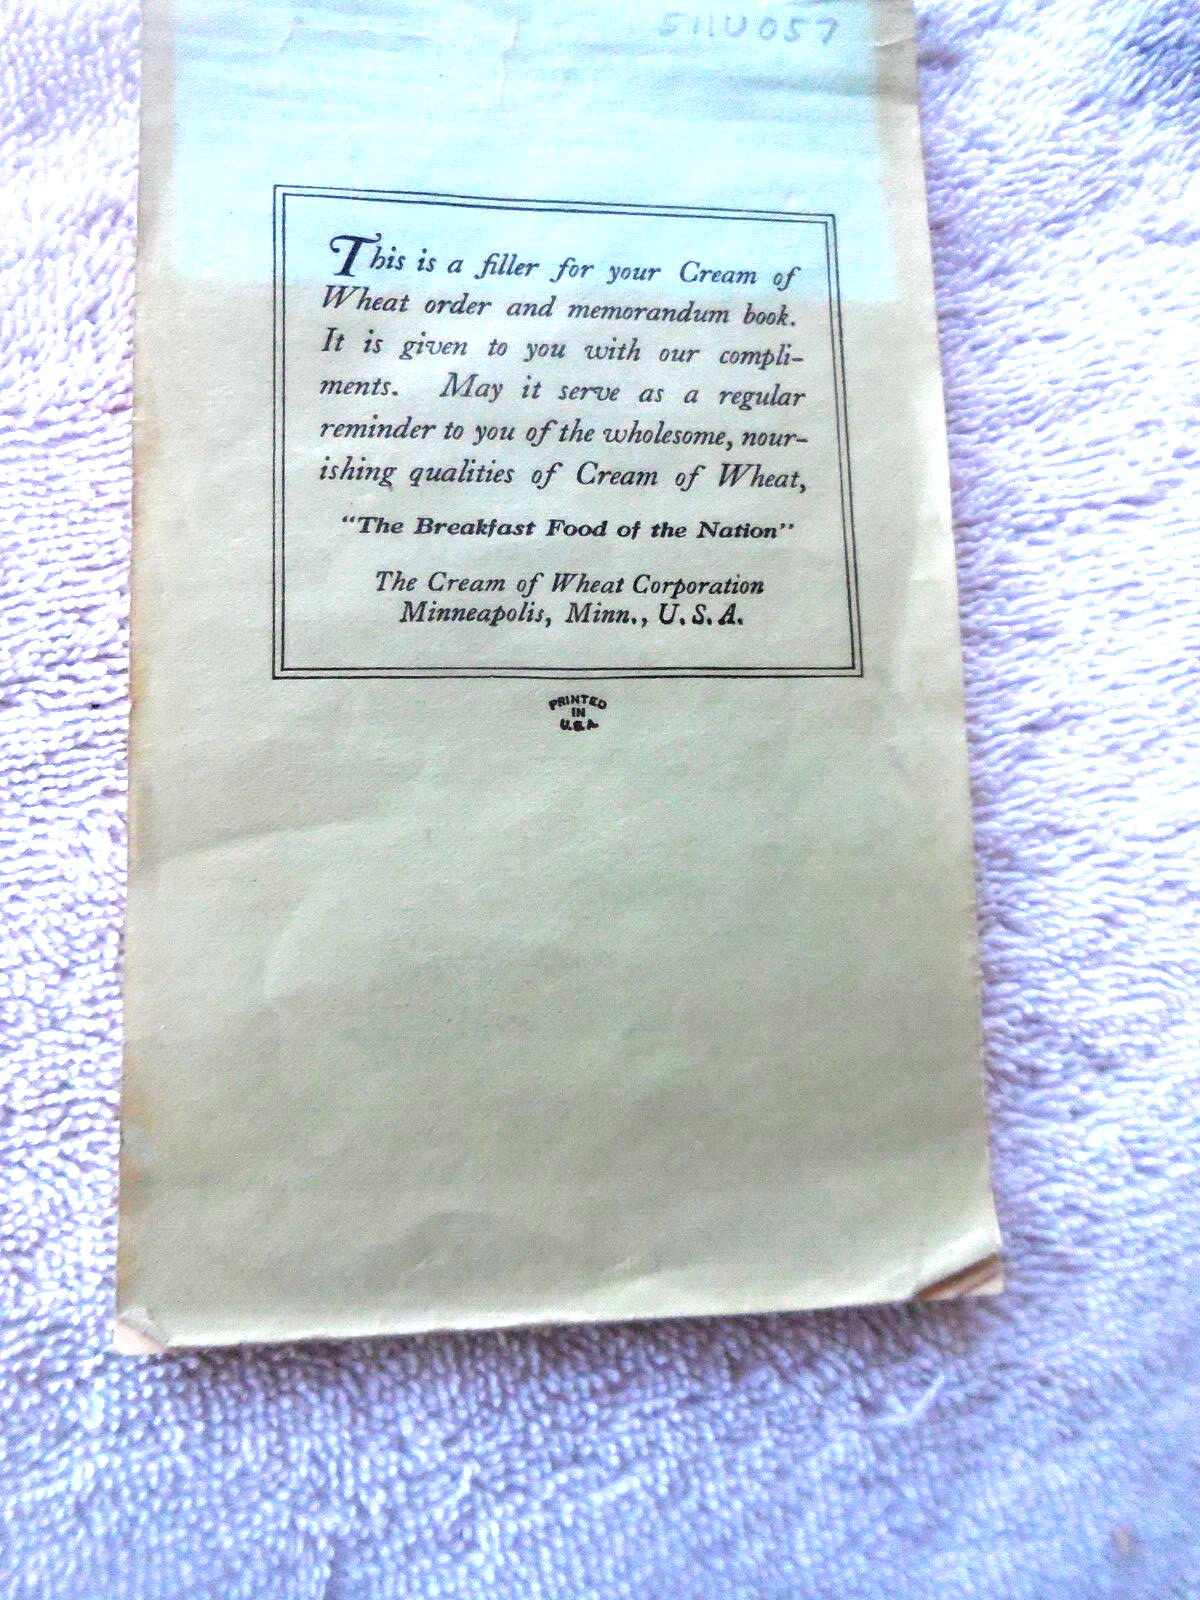 511U057
This is a filler for your Cream of
Wheat order and memorandum book.
It is given to you with our compli-
ments. May it serve as a regular
reminder to you of the wholesome, nour-
ishing qualities of Cream of Wheat,
"The Breakfast Food of the Nation"
The Cream of Wheat Corporation
Minneapolis, Minn., U.S.A.
PRINTED
IN
U.S.A.